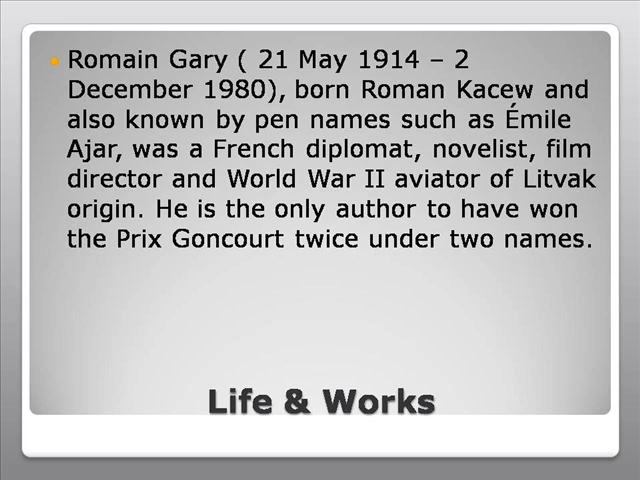 Romain Gary ( 21 May 1914 – 2
December 1980), born Roman Kacew and
also known by pen names such as Émile
Ajar, was a French diplomat, novelist, film
director and World War II aviator of Litvak
origin. He is the only author to have won
the Prix Goncourt twice under two names.
Life & Works